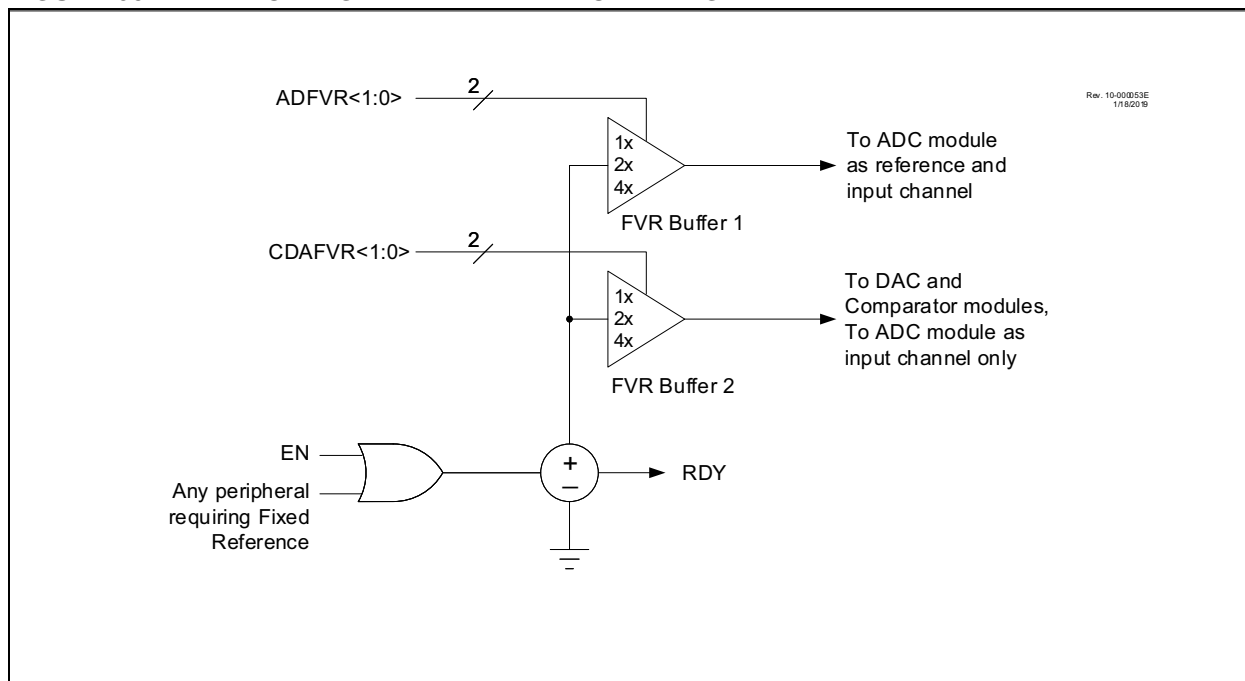 ADFVR<1:0>
2
Rev. 10-000053E
1/18/2019
1x
2x
4x
To ADC module
as reference and
input channel
FVR Buffer 1
CDAFVR<1:0>
2
1x
2x
4x
To DAC and
Comparator modules,
To ADC module as
input channel only
FVR Buffer 2
EN
+
_
RDY
Any peripheral
requiring Fixed
Reference